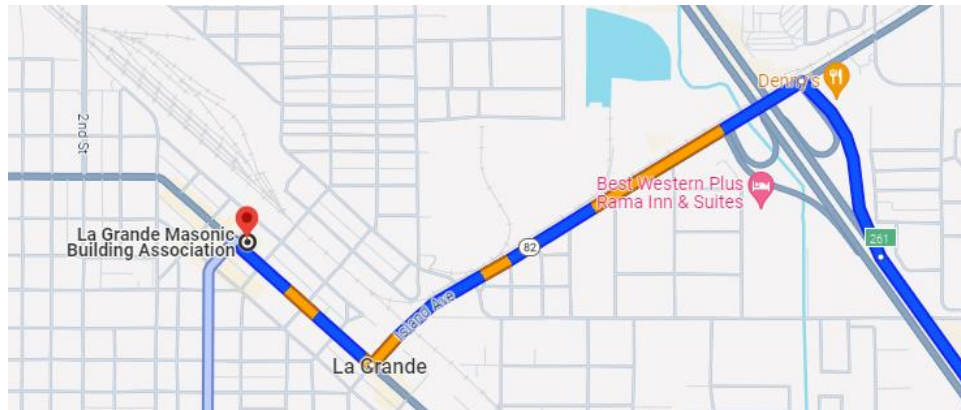 Denny's
2nd St
Best Western Plus
Rama Inn & Suites
La Grande Masonic
Building Association
261
82
Island Ave
La Grande